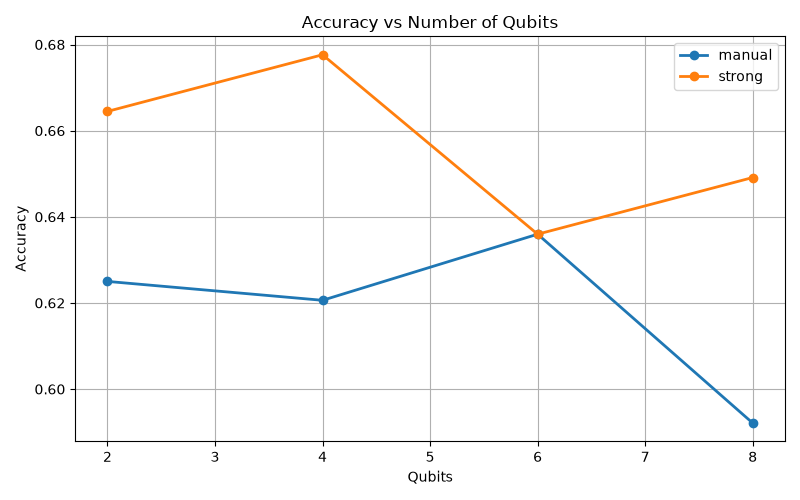 Accuracy vs Number of Qubits
manual
strong
0.68
0.66
0.64
0.62
0.60
Accuracy
2 3 4 5 6 7 8
Qubits